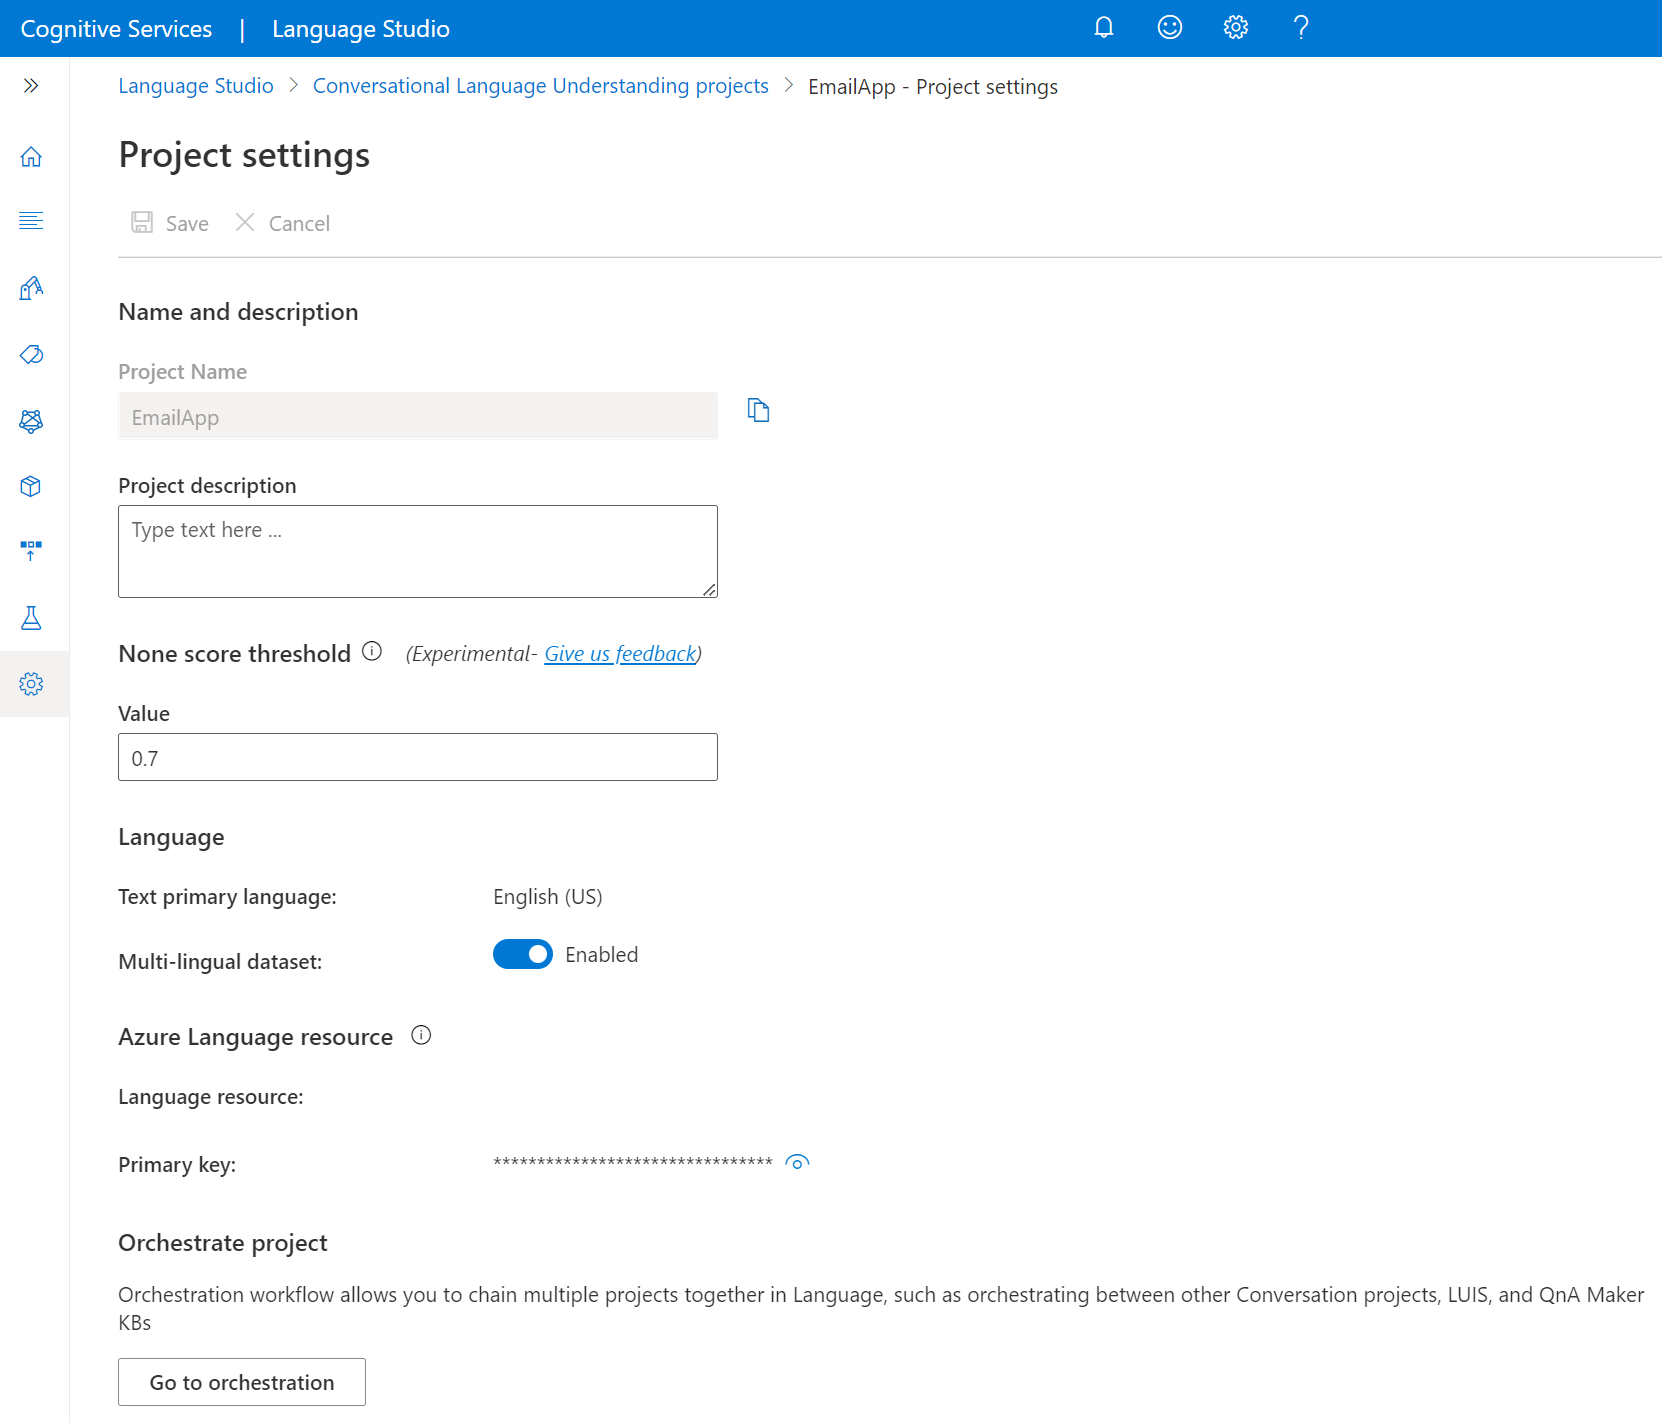 Cognitive Services | Language Studio
Language Studio > Conversational Language Understanding projects > EmailApp - Project settings
Project settings
Save Cancel
Name and description
Project Name
EmailApp
Project description
Type text here ...
None score threshold (Experimental- Give us feedback)
Value
0.7
Language
Text primary language: English (US)
Multi-lingual dataset: Enabled
Azure Language resource
Language resource:
Primary key: ********************************
Orchestrate project
Orchestration workflow allows you to chain multiple projects together in Language, such as orchestrating between other Conversation projects, LUIS, and QnA Maker
KBs
Go to orchestration